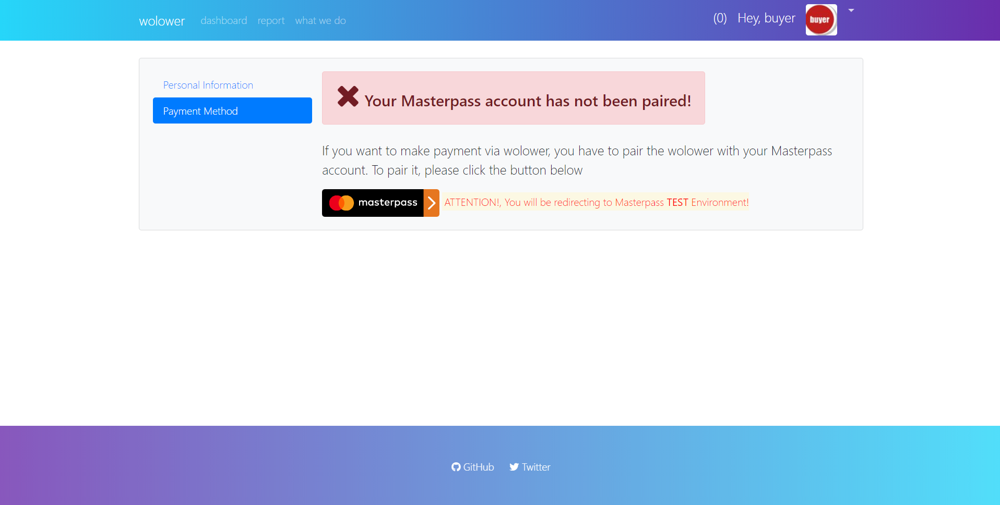 wolower dashboard report what we do (0) Hey, buyer buyer
Personal Information
Payment Method
Your Masterpass account has not been paired!
If you want to make payment via wolower, you have to pair the wolower with your Masterpass
account. To pair it, please click the button below
masterpass ATTENTION!, You will be redirecting to Masterpass TEST Environment!
GitHub Twitter